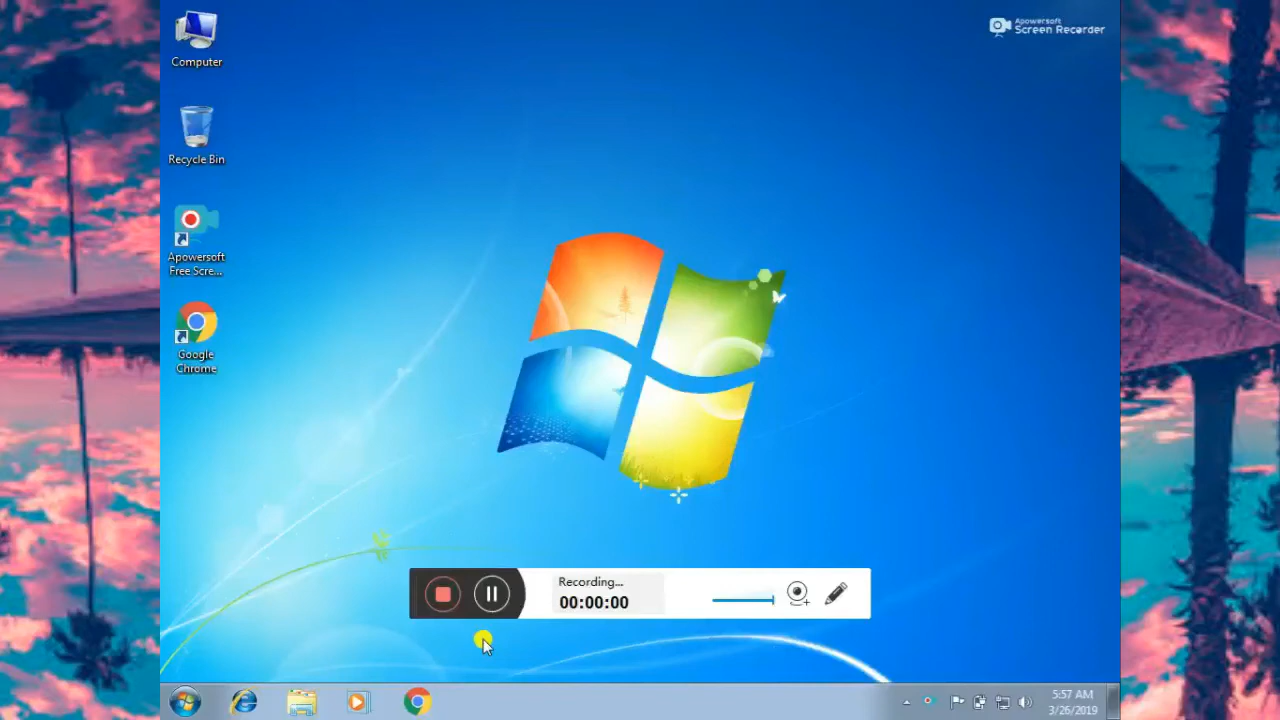 Computer
Recycle Bin
Apowersoft
Free Scre...
Google
Chrome
Apowersoft
Screen Recorder
Recording...
00:00:00
5:57 AM
3/26/2019